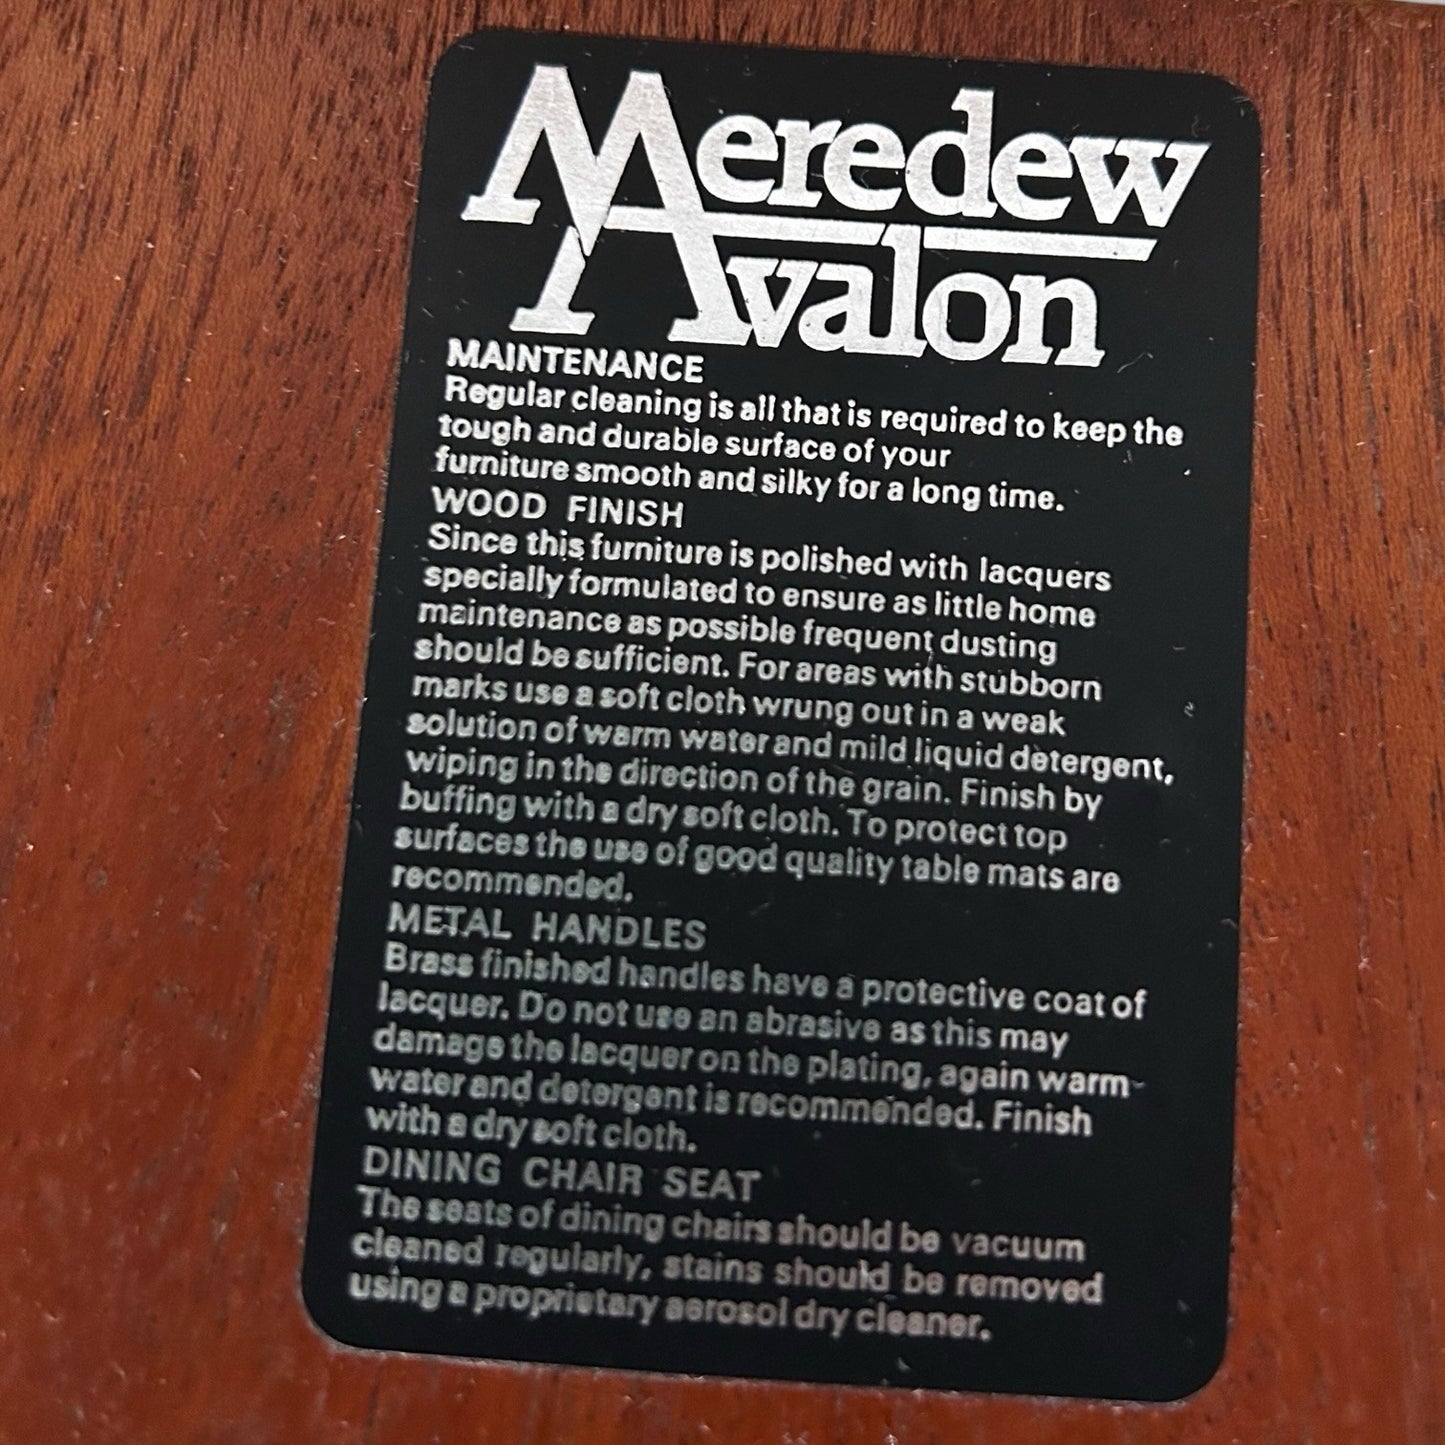 Meredew
Avalon
MAINTENANCE
Regular cleaning is all that is required to keep the
tough and durable surface of your
furniture smooth and silky for a long time.
WOOD FINISH
Since this furniture is polished with lacquers
specially formulated to ensure as little home
maintenance as possible frequent dusting
should be sufficient. For areas with stubborn
marks use a soft cloth wrung out in a weak
solution of warm water and mild liquid detergent,
wiping in the direction of the grain. Finish by
buffing with a dry soft cloth. To protect top
surfaces the use of good quality table mats are
recommended.
METAL HANDLES
Brass finished handles have a protective coat of
lacquer. Do not use an abrasive as this may
damage the lacquer on the plating, again warm
water and detergent is recommended. Finish
with a dry soft cloth.
DINING CHAIR SEAT
The seats of dining chairs should be vacuum
cleaned regularly, stains should be removed
using a proprietary aerosol dry cleaner.